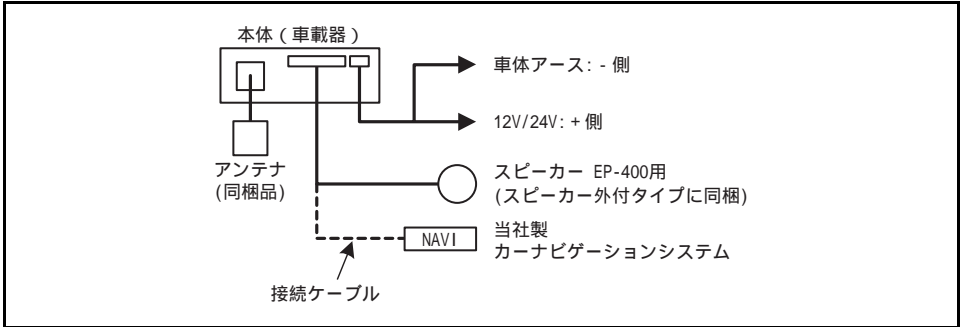 本体（車載器）
車体アース: - 側
12V/24V: + 側
アンテナ
(同梱品)
スピーカー EP-400用
(スピーカー外付タイプに同梱)
NAVI
当社製
カーナビゲーションシステム
接続ケーブル